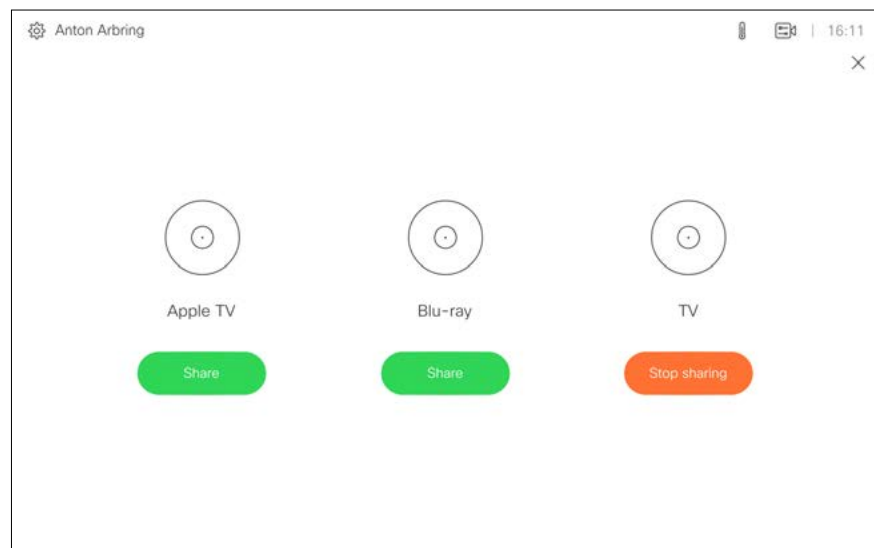 Anton Arbring
16:11
Apple TV
Blu-ray
TV
Share
Share
Stop sharing